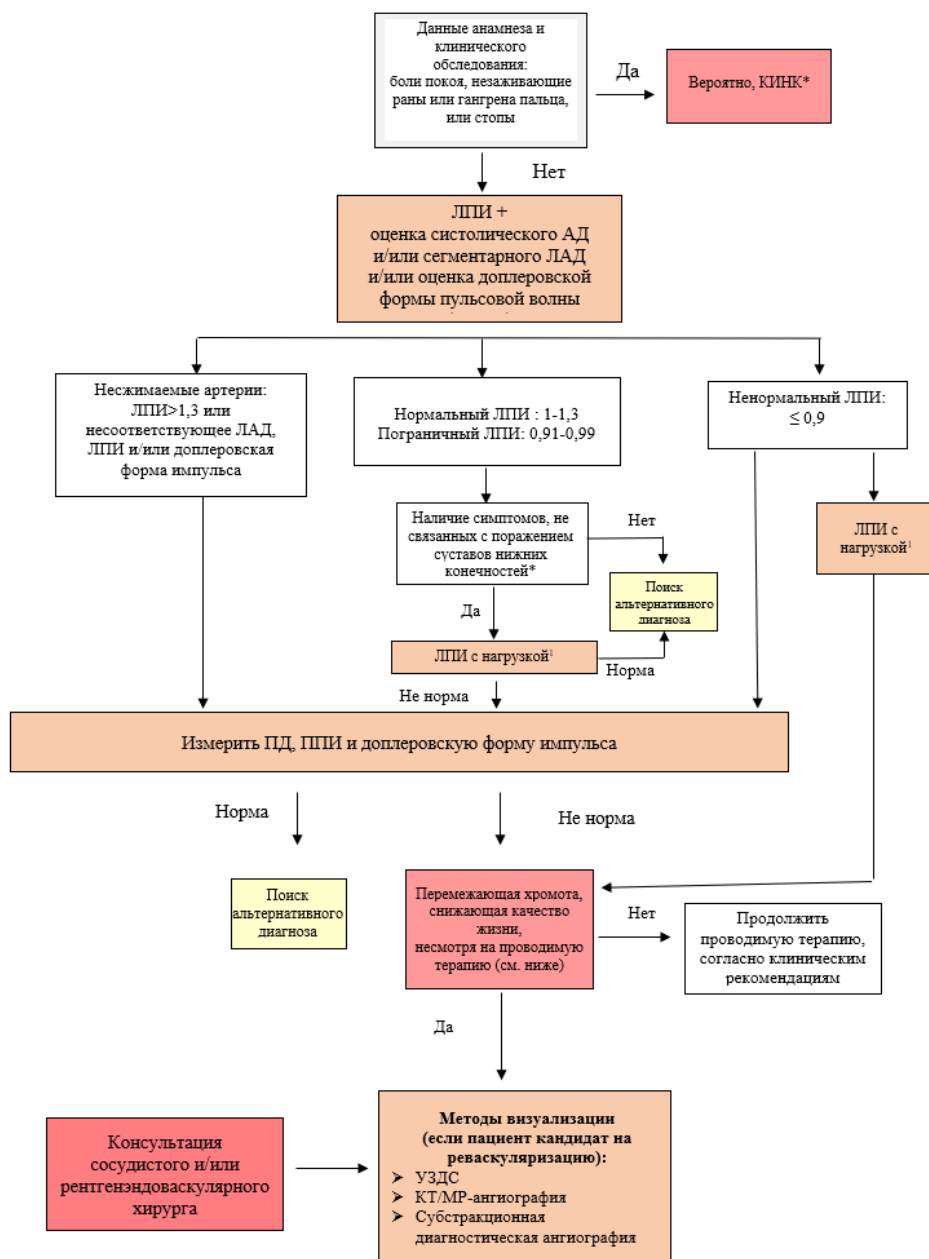 Данные анамнеза и
клинического
обследования:
боли покоя, незаживающие
раны или гангрена пальца,
или стопы
Да
Вероятно, КИНК*
Нет
ЛПИ +
оценка систолического АД
и/или сегментарного ЛАД
и/или оценка доплеровской
формы пульсовой волны
Несжимаемые артерии:
ЛПИ>1,3 или
несоответствующее ЛАД,
ЛПИ и/или доплеровская
форма импульса
Нормальный ЛПИ : 1-1,3
Пограничный ЛПИ: 0,91-0,99
Ненормальный ЛПИ:
≤ 0,9
Наличие симптомов, не
связанных с поражением
суставов нижних
конечностей*
Нет
ЛПИ с
нагрузкой¹
Поиск
альтернативного
диагноза
Да
ЛПИ с нагрузкой¹
Норма
Не норма
Измерить ПД, ППИ и доплеровскую форму импульса
Норма
Не норма
Поиск
альтернативного
диагноза
Перемежающая хромота,
снижающая качество
жизни,
несмотря на проводимую
терапию (см. ниже)
Нет
Продолжить
проводимую терапию,
согласно клиническим
рекомендациям
Да
Консультация
сосудистого и/или
рентгенэндоваскулярного
хирурга
Методы визуализации
(если пациент кандидат на
реваскуляризацию):
➢ УЗДС
➢ КТ/МР-ангиография
➢ Субстракционная
диагностическая ангиография